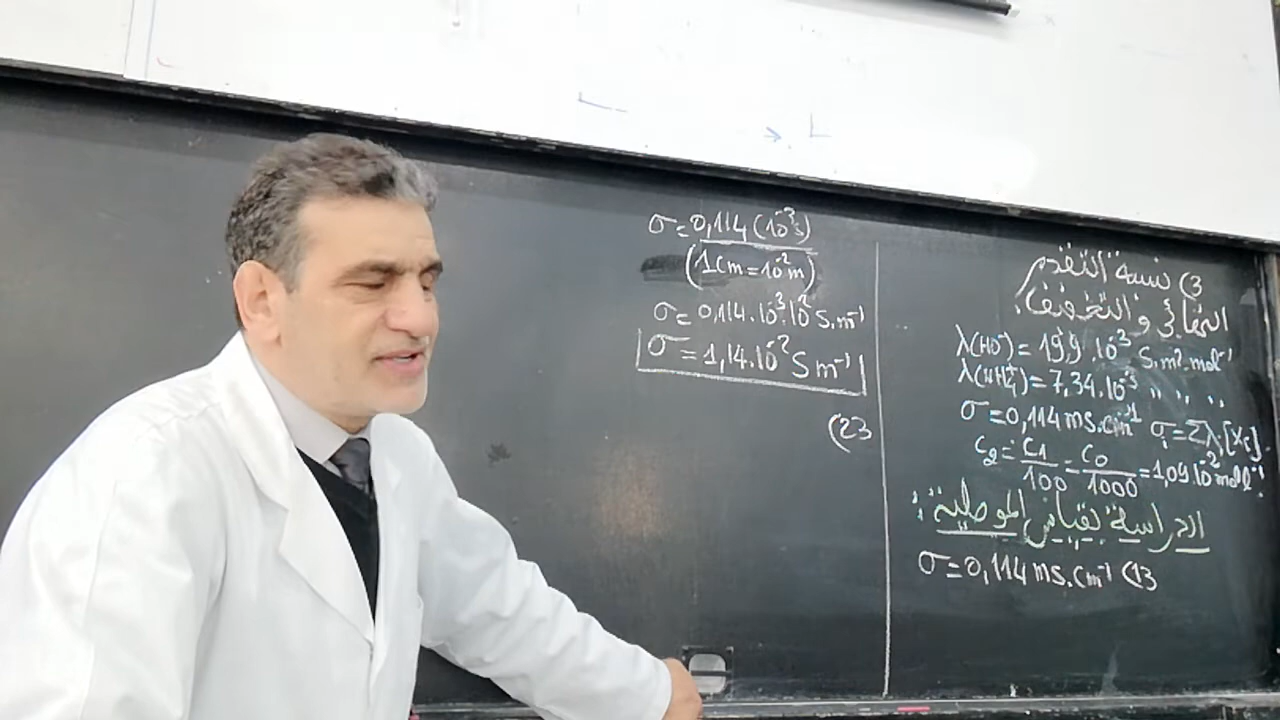 3) نسبة التقدم
النهائي و التخفيف:
λ(HO⁻) = 19,9 . 10⁻³ S.m².mol⁻¹
λ(NH₄⁺) = 7,34 . 10⁻³ " " "
σ = 0,114 ms.cm⁻¹ σ = Σλᵢ[Xᵢ]
C₂ = C₁/100 = C₀/1000 = 1,09.10⁻² mol.l⁻¹
الدراسة بقياس الموصلية:
σ = 0,114 ms.cm⁻¹ (13
σ = 0,114 (10⁻³ s)/(1cm = 10⁻² m)
σ = 0,114 . 10⁻³ . 10² S.m⁻¹
σ = 1,14 . 10⁻² S m⁻¹
(23